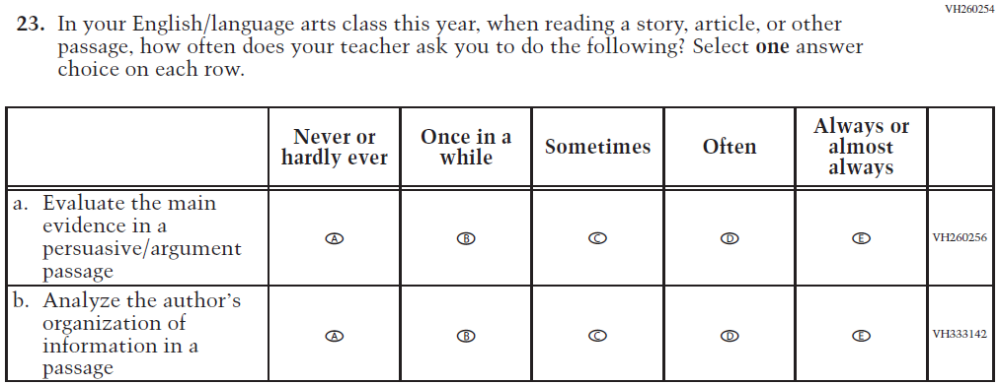 VH260254
23. In your English/language arts class this year, when reading a story, article, or other
passage, how often does your teacher ask you to do the following? Select one answer
choice on each row.
Never or
hardly ever
Once in a
while
Sometimes
Often
Always or
almost
always
a. Evaluate the main
evidence in a
persuasive/argument
passage
A B C D E VH260256
b. Analyze the author’s
organization of
information in a
passage
A B C D E VH333142